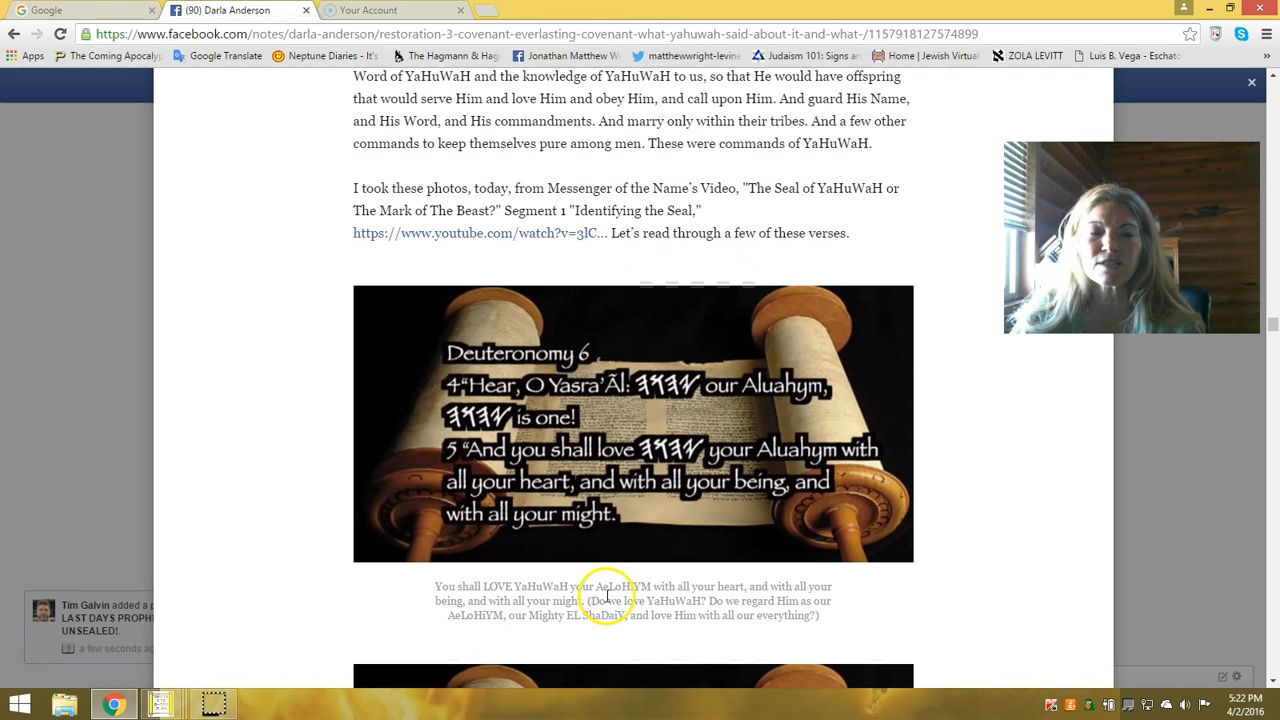 Google
(90) Darla Anderson
Your Account
https://www.facebook.com/notes/darla-anderson/restoration-3-covenant-everlasting-covenant-what-yahuwah-said-about-it-and-what-/1157918127574899
Apps
The Coming Apocalyp
Google Translate
Neptune Diaries - It's
The Hagmann & Hag
Jonathan Matthew W
matthewwright-levine
Judaism 101: Signs an
Home | Jewish Virtual
ZOLA LEVITT
Luis B. Vega - Eschato
Word of YaHuWaH and the knowledge of YaHuWaH to us, so that He would have offspring
that would serve Him and love Him and obey Him, and call upon Him. And guard His Name,
and His Word, and His commandments. And marry only within their tribes. And a few other
commands to keep themselves pure among men. These were commands of YaHuWaH.
I took these photos, today, from Messenger of the Name's Video, "The Seal of YaHuWaH or
The Mark of The Beast?" Segment 1 "Identifying the Seal,"
https://www.youtube.com/watch?v=3lC... Let's read through a few of these verses.
Deuteronomy 6
4“Hear, O Yasra’Ãl: 𐤉𐤄𐤅𐤄 our Aluahym,
𐤉𐤄𐤅𐤄 is one!
5 “And you shall love 𐤉𐤄𐤅𐤄 your Aluahym with
all your heart, and with all your being, and
with all your might.
You shall LOVE YaHuWaH your AeLoHiYM with all your heart, and with all your
being, and with all your might. (Do we love YaHuWaH? Do we regard Him as our
AeLoHiYM, our Mighty EL ShaDaiY, and love Him with all our everything?)
Tim Galvin added a p
LAST DAYS PROPH
UNSEALED!.
a few seconds ag
5:22 PM
4/2/2016